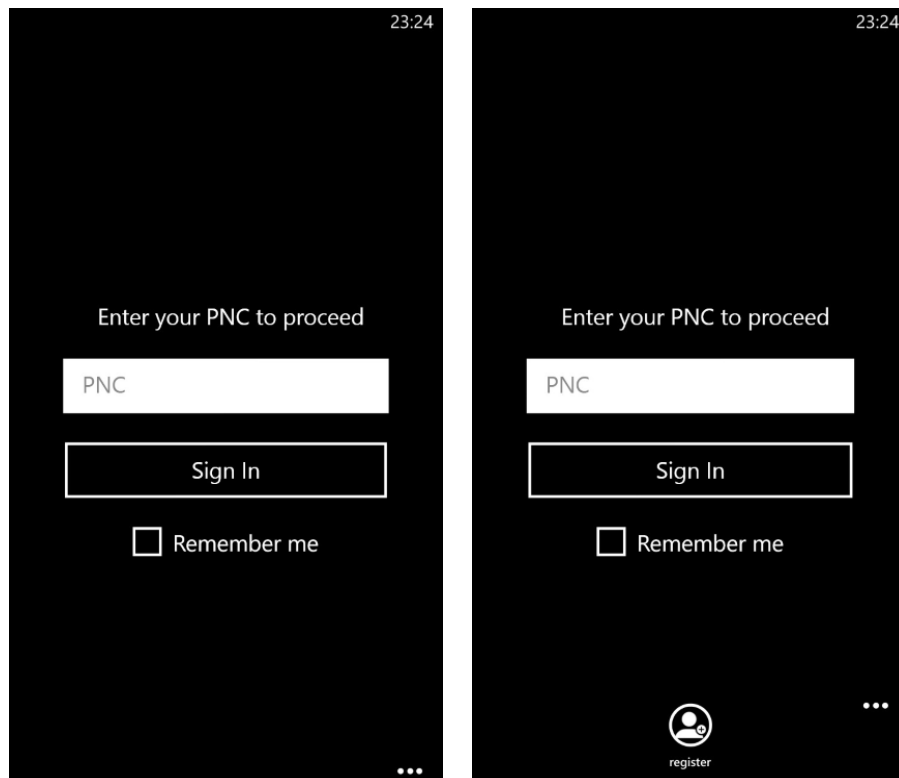 23:24
Enter your PNC to proceed
PNC
Sign In
Remember me
23:24
Enter your PNC to proceed
PNC
Sign In
Remember me
register